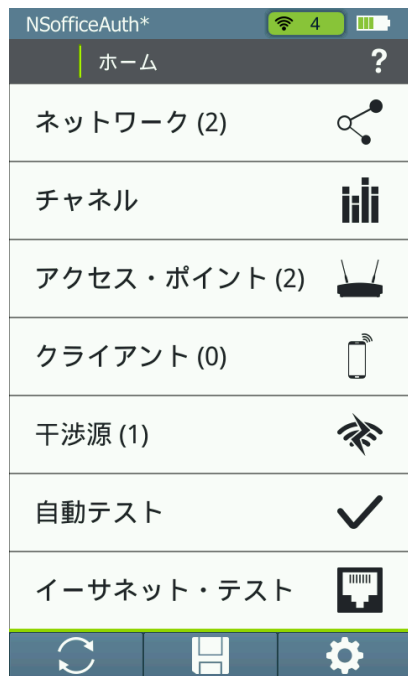 NSofficeAuth*
4
ホーム
?
ネットワーク (2)
チャネル
アクセス・ポイント (2)
クライアント (0)
干渉源 (1)
自動テスト
イーサネット・テスト